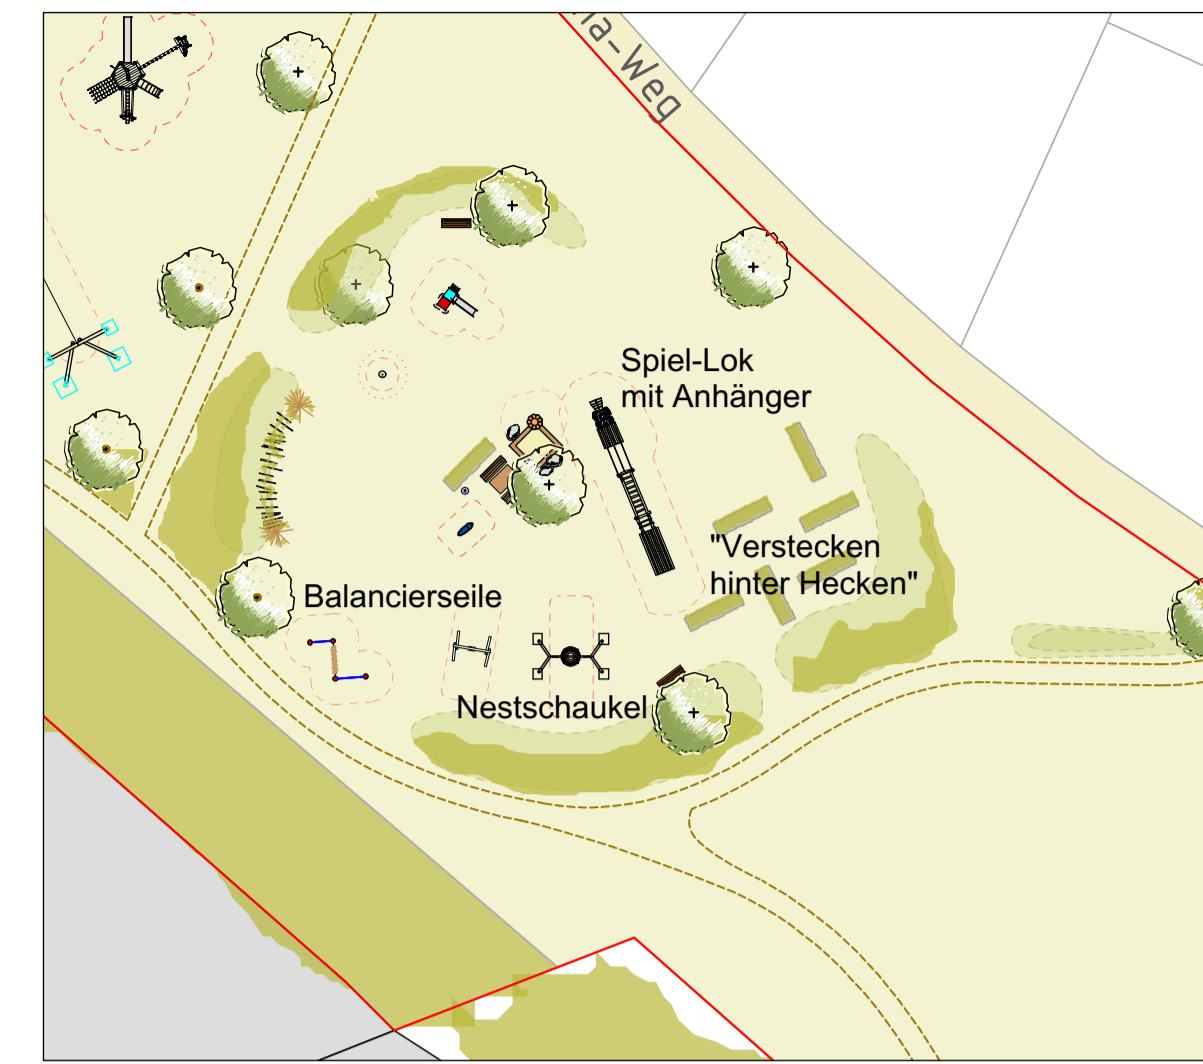 -Weg
Spiel-Lok
mit Anhänger
"Verstecken
hinter Hecken"
Balancierseile
Nestschaukel